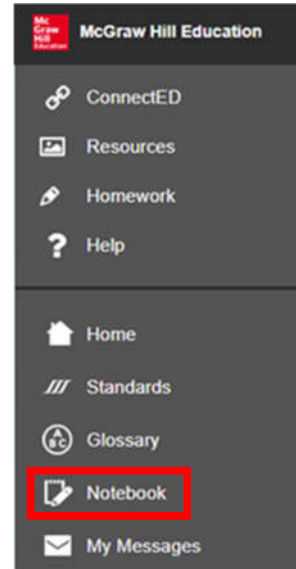 Mc
Graw
Hill
Education
McGraw Hill Education
ConnectED
Resources
Homework
? Help
Home
Standards
A
B C
Glossary
Notebook
My Messages